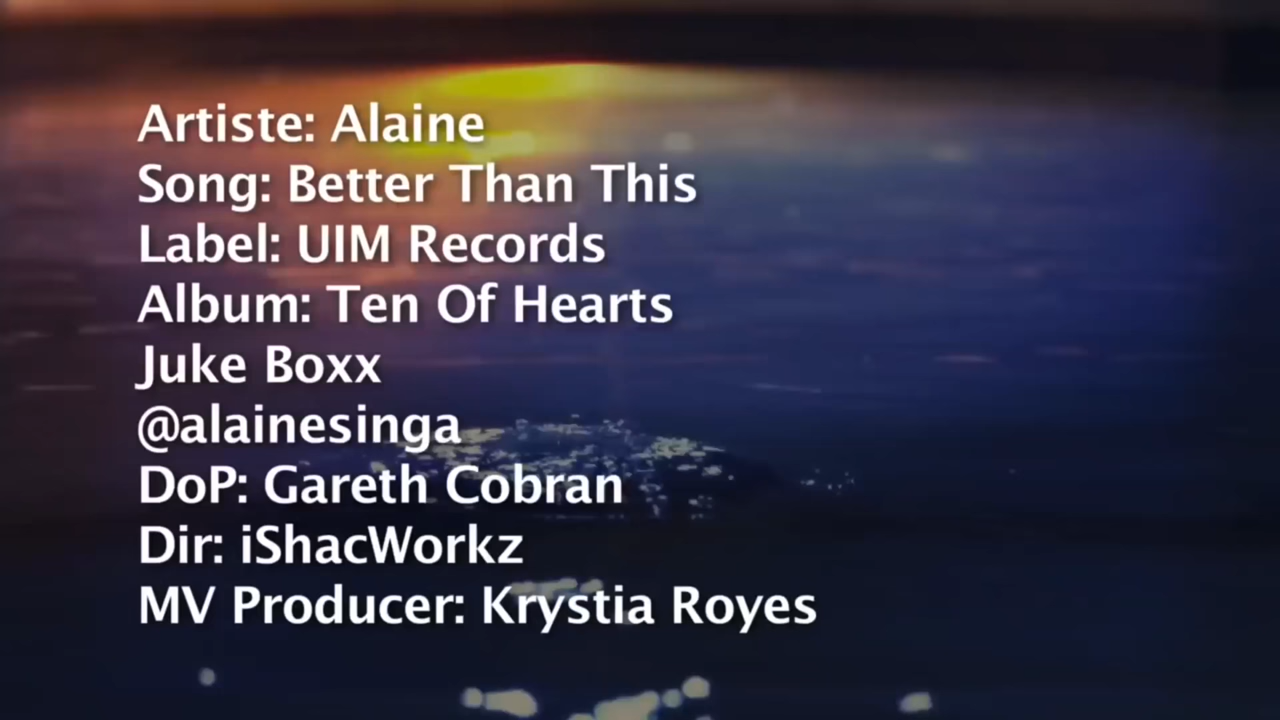 Artiste: Alaine
Song: Better Than This
Label: UIM Records
Album: Ten Of Hearts
Juke Boxx
@alainesinga
DoP: Gareth Cobran
Dir: iShacWorkz
MV Producer: Krystia Royes